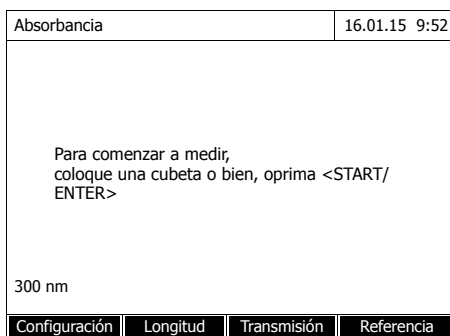 Absorbancia 16.01.15 9:52
Para comenzar a medir,
coloque una cubeta o bien, oprima <START/
ENTER>
300 nm
Configuración Longitud Transmisión Referencia